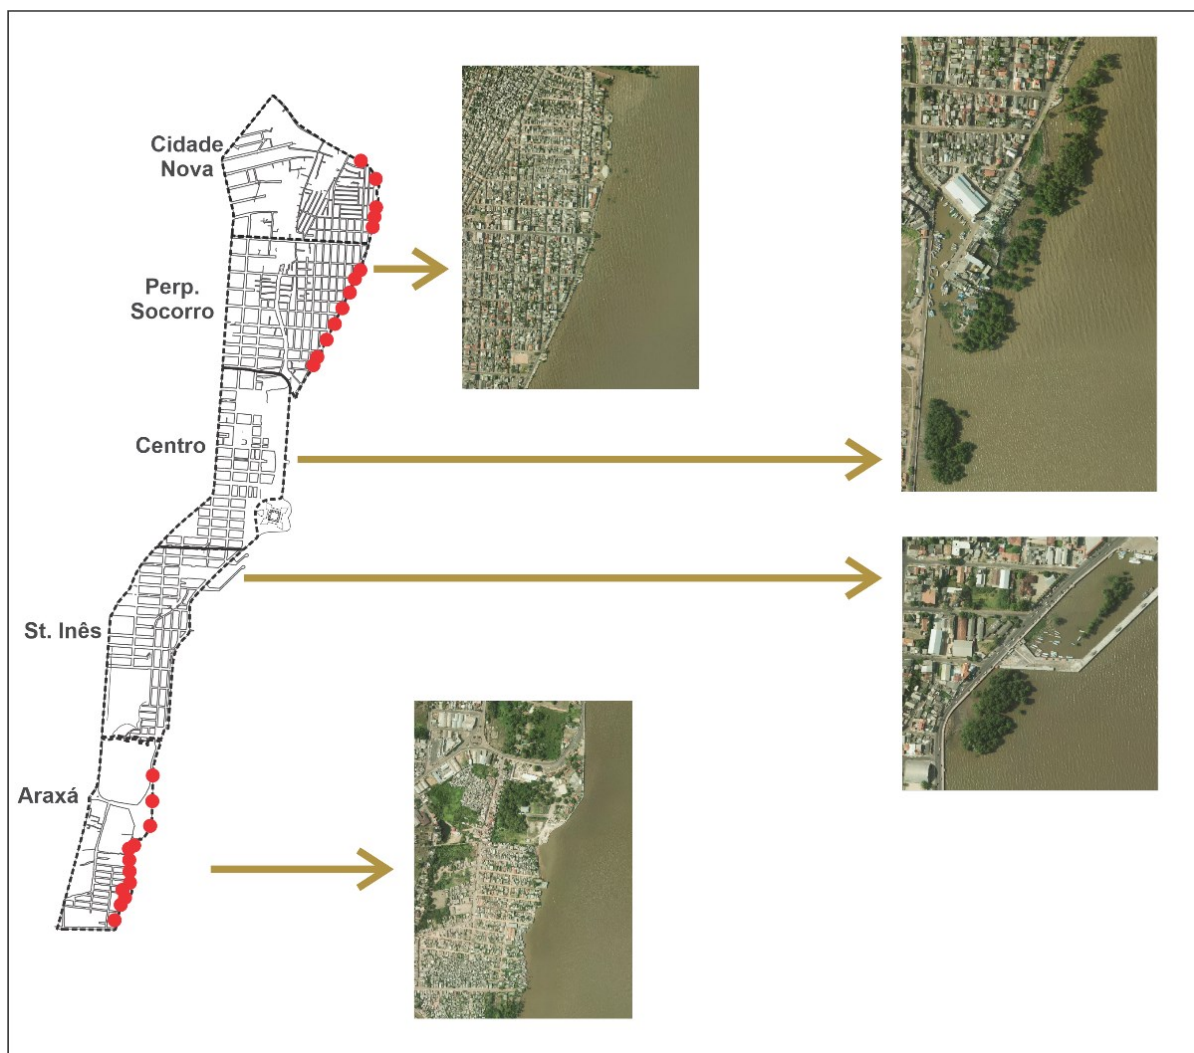 Cidade
Nova
Perp.
Socorro
Centro
St. Inês
Araxá